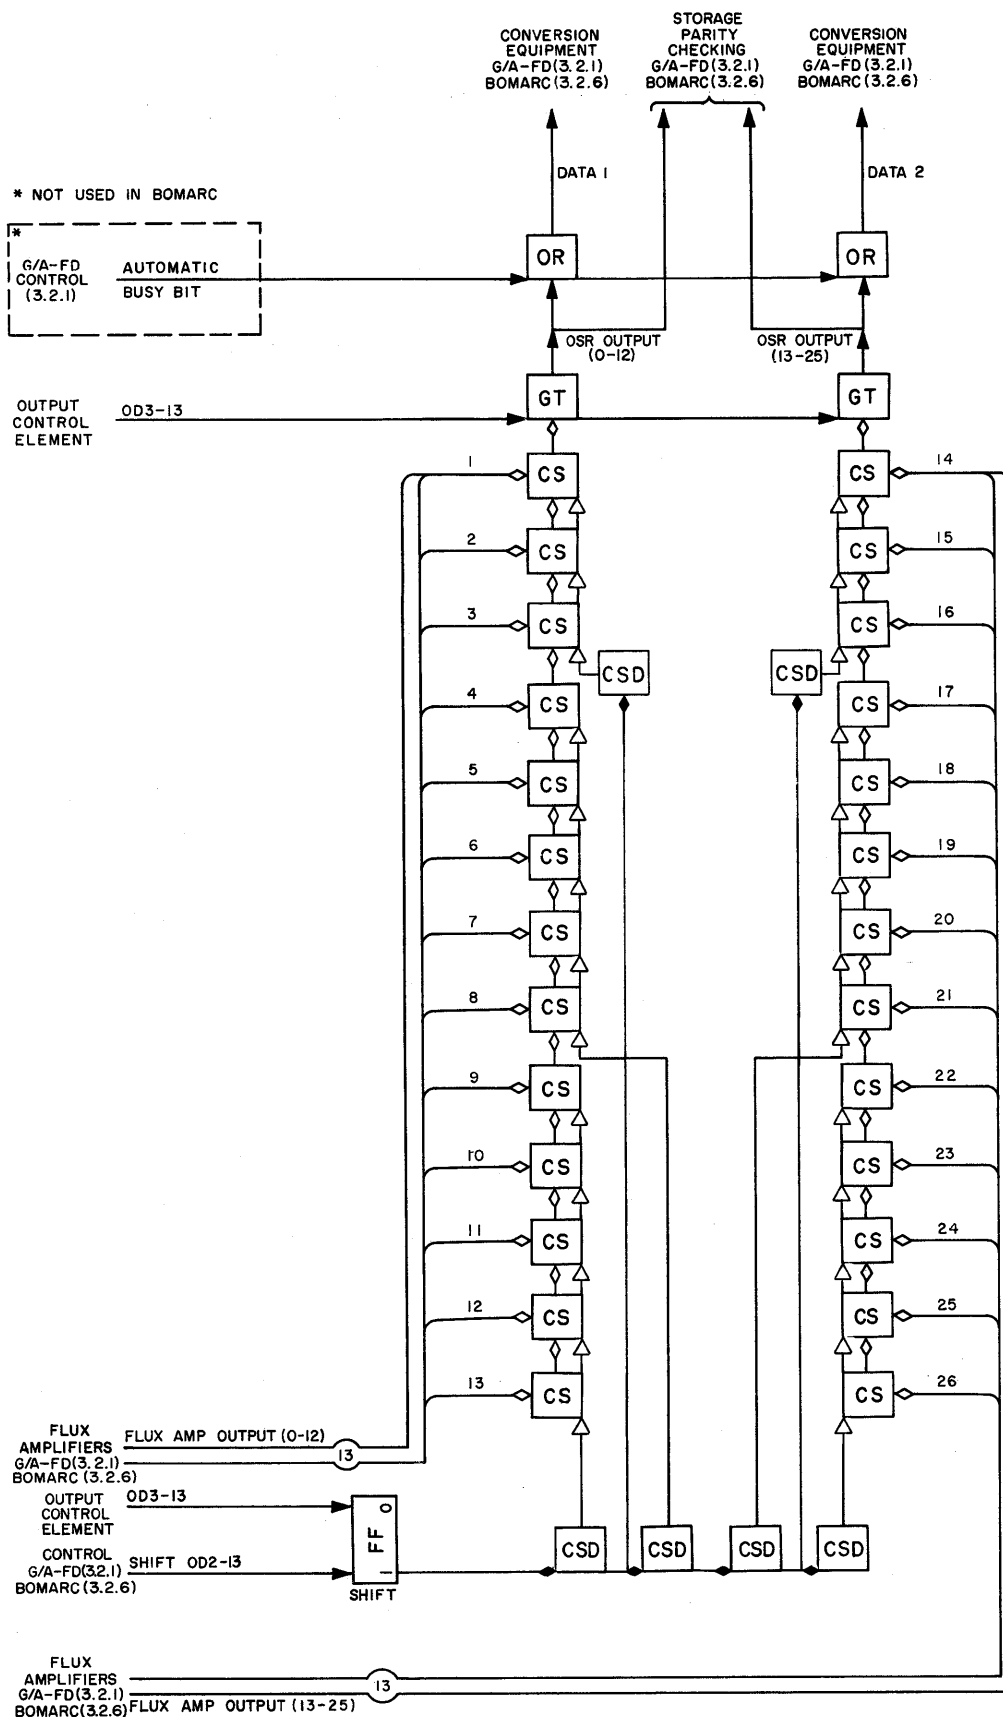 CONVERSION
EQUIPMENT
G/A-FD(3.2.1)
BOMARC(3.2.6)
STORAGE
PARITY
CHECKING
G/A-FD(3.2.1)
BOMARC(3.2.6)
CONVERSION
EQUIPMENT
G/A-FD(3.2.1)
BOMARC(3.2.6)
DATA 1
DATA 2
* NOT USED IN BOMARC
*
G/A-FD
CONTROL
(3.2.1)
AUTOMATIC
BUSY BIT
OR
OR
OSR OUTPUT
(0-12)
OSR OUTPUT
(13-25)
GT
GT
OUTPUT
CONTROL
ELEMENT
OD3-13
1
CS
CS
14
2
CS
CS
15
3
CS
CS
16
CSD
CSD
4
CS
CS
17
5
CS
CS
18
6
CS
CS
19
7
CS
CS
20
8
CS
CS
21
9
CS
CS
22
10
CS
CS
23
11
CS
CS
24
12
CS
CS
25
13
CS
CS
26
FLUX
AMPLIFIERS
G/A-FD(3.2.1)
BOMARC(3.2.6)
FLUX AMP OUTPUT (0-12)
13
OUTPUT
CONTROL
ELEMENT
OD3-13
CONTROL
G/A-FD(3.2.1)
BOMARC(3.2.6)
SHIFT OD2-13
0
FF
1
SHIFT
CSD
CSD
CSD
CSD
FLUX
AMPLIFIERS
G/A-FD(3.2.1)
BOMARC(3.2.6)
13
FLUX AMP OUTPUT (13-25)